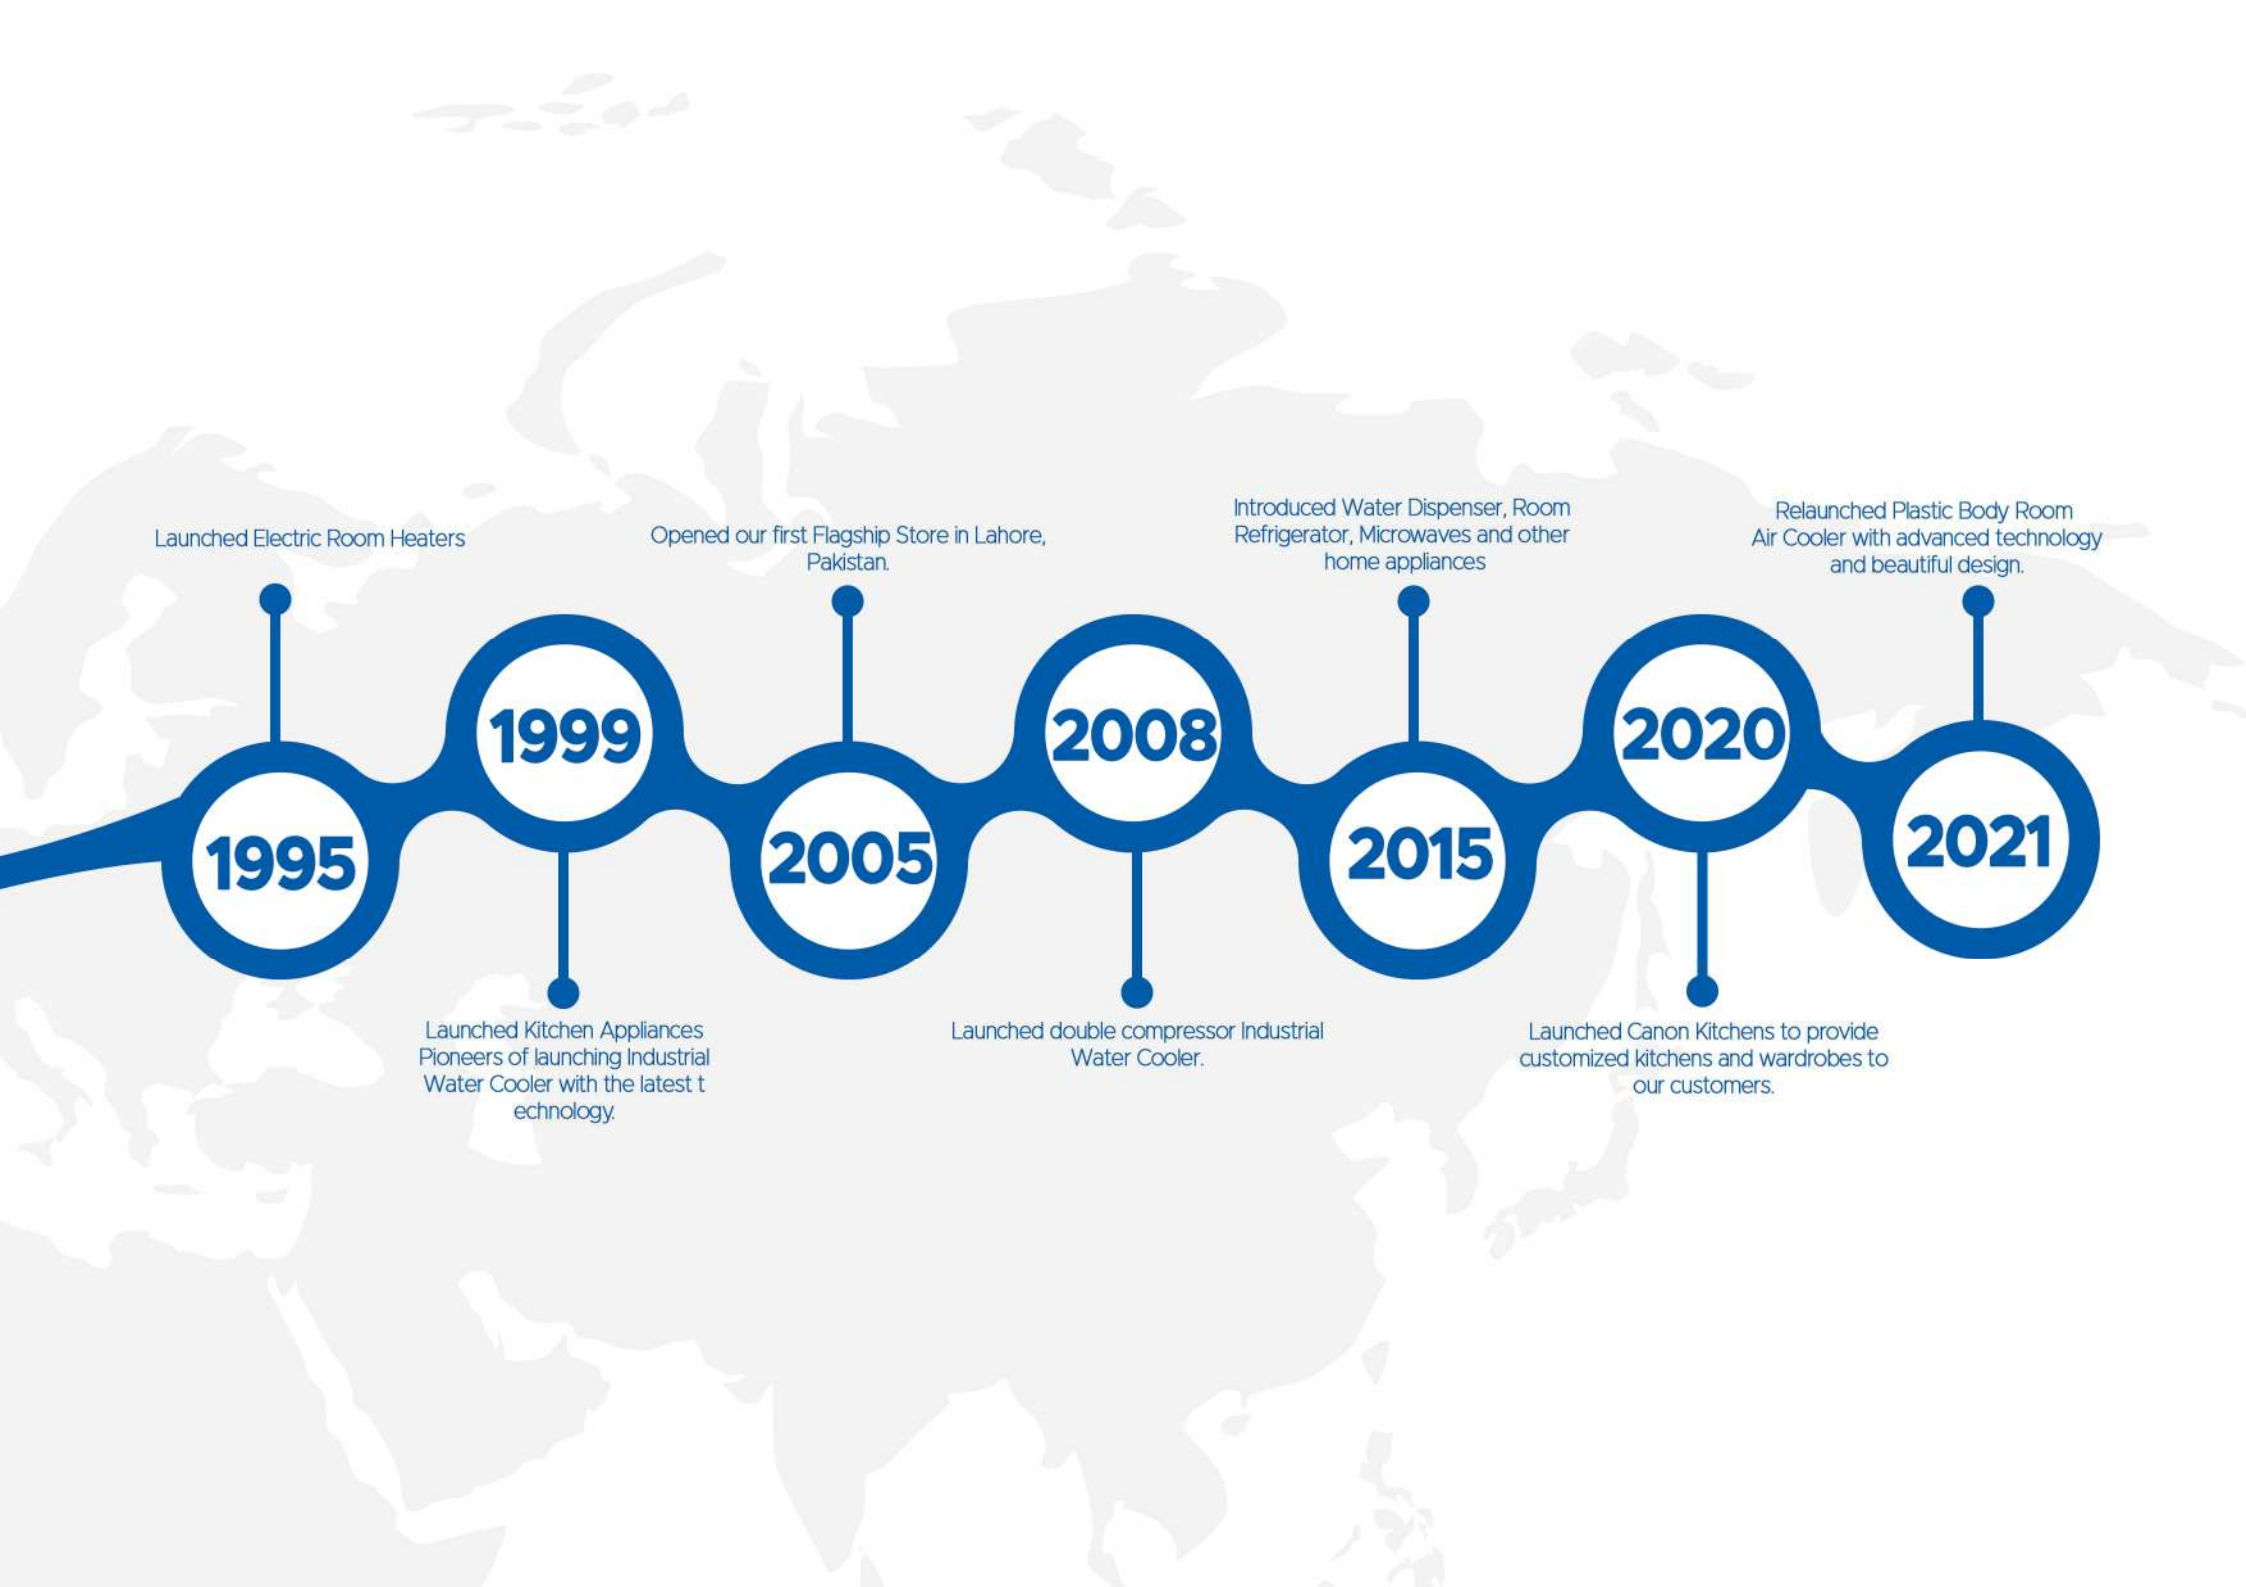 Launched Electric Room Heaters
1995
1999
Launched Kitchen Appliances
Pioneers of launching Industrial
Water Cooler with the latest t
echnology.
Opened our first Flagship Store in Lahore,
Pakistan.
2005
2008
Launched double compressor Industrial
Water Cooler.
Introduced Water Dispenser, Room
Refrigerator, Microwaves and other
home appliances
2015
2020
Launched Canon Kitchens to provide
customized kitchens and wardrobes to
our customers.
Relaunched Plastic Body Room
Air Cooler with advanced technology
and beautiful design.
2021